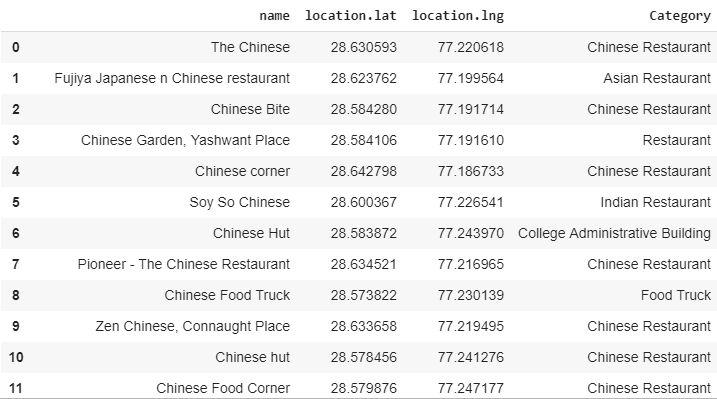 name location.lat location.lng Category
0 The Chinese 28.630593 77.220618 Chinese Restaurant
1 Fujiya Japanese n Chinese restaurant 28.623762 77.199564 Asian Restaurant
2 Chinese Bite 28.584280 77.191714 Chinese Restaurant
3 Chinese Garden, Yashwant Place 28.584106 77.191610 Restaurant
4 Chinese corner 28.642798 77.186733 Chinese Restaurant
5 Soy So Chinese 28.600367 77.226541 Indian Restaurant
6 Chinese Hut 28.583872 77.243970 College Administrative Building
7 Pioneer - The Chinese Restaurant 28.634521 77.216965 Chinese Restaurant
8 Chinese Food Truck 28.573822 77.230139 Food Truck
9 Zen Chinese, Connaught Place 28.633658 77.219495 Chinese Restaurant
10 Chinese hut 28.578456 77.241276 Chinese Restaurant
11 Chinese Food Corner 28.579876 77.247177 Chinese Restaurant